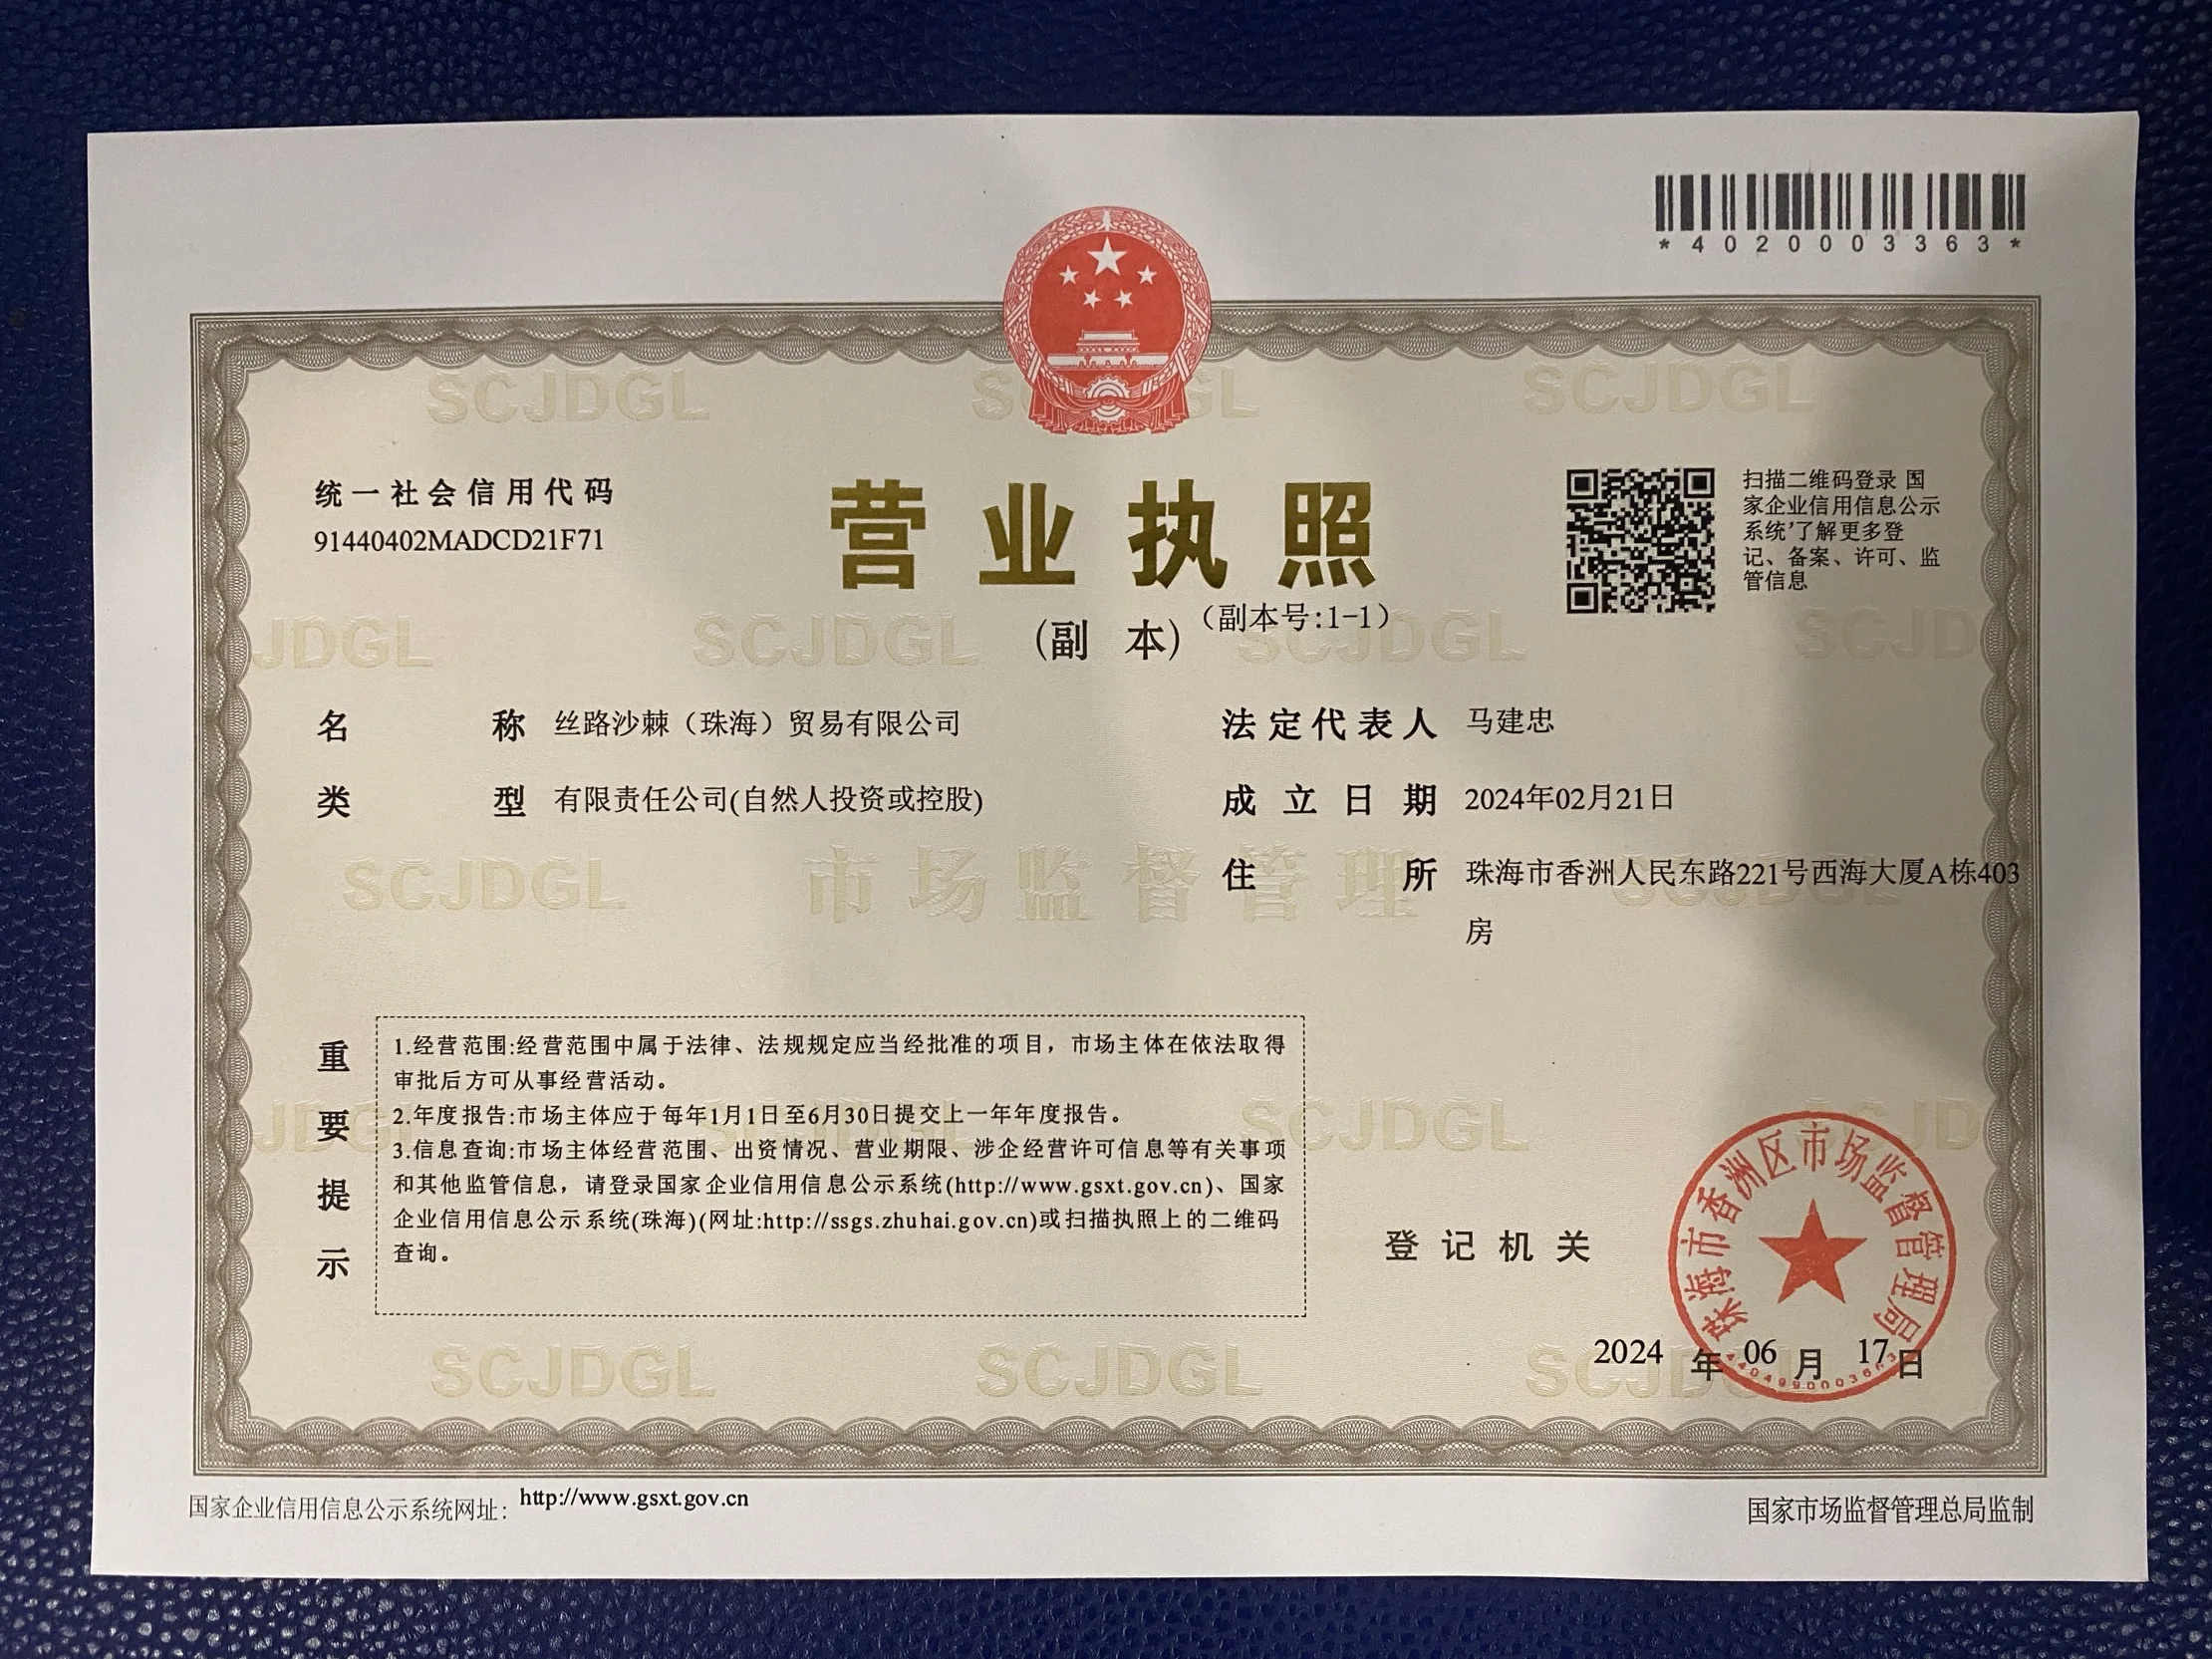 *4020003363*
统一社会信用代码
91440402MADCD21F71
营业执照
(副 本)（副本号:1-1）
扫描二维码登录 国
家企业信用信息公示
系统'了解更多登
记、备案、许可、监
管信息
名 称 丝路沙棘（珠海）贸易有限公司
类 型 有限责任公司(自然人投资或控股)
法定代表人 马建忠
成立日期 2024年02月21日
住 所 珠海市香洲人民东路221号西海大厦A栋403
房
市场监督管理
SCJDGL
重要提示
1.经营范围:经营范围中属于法律、法规规定应当经批准的项目，市场主体在依法取得
审批后方可从事经营活动。
2.年度报告:市场主体应于每年1月1日至6月30日提交上一年年度报告。
3.信息查询:市场主体经营范围、出资情况、营业期限、涉企经营许可信息等有关事项
和其他监管信息，请登录国家企业信用信息公示系统(http://www.gsxt.gov.cn)、国家
企业信用信息公示系统(珠海)(网址:http://ssgs.zhuhai.gov.cn)或扫描执照上的二维码
查询。
登记机关
珠海市香洲区市场监督管理局
2024 年 06 月 17 日
国家企业信用信息公示系统网址： http://www.gsxt.gov.cn
国家市场监督管理总局监制